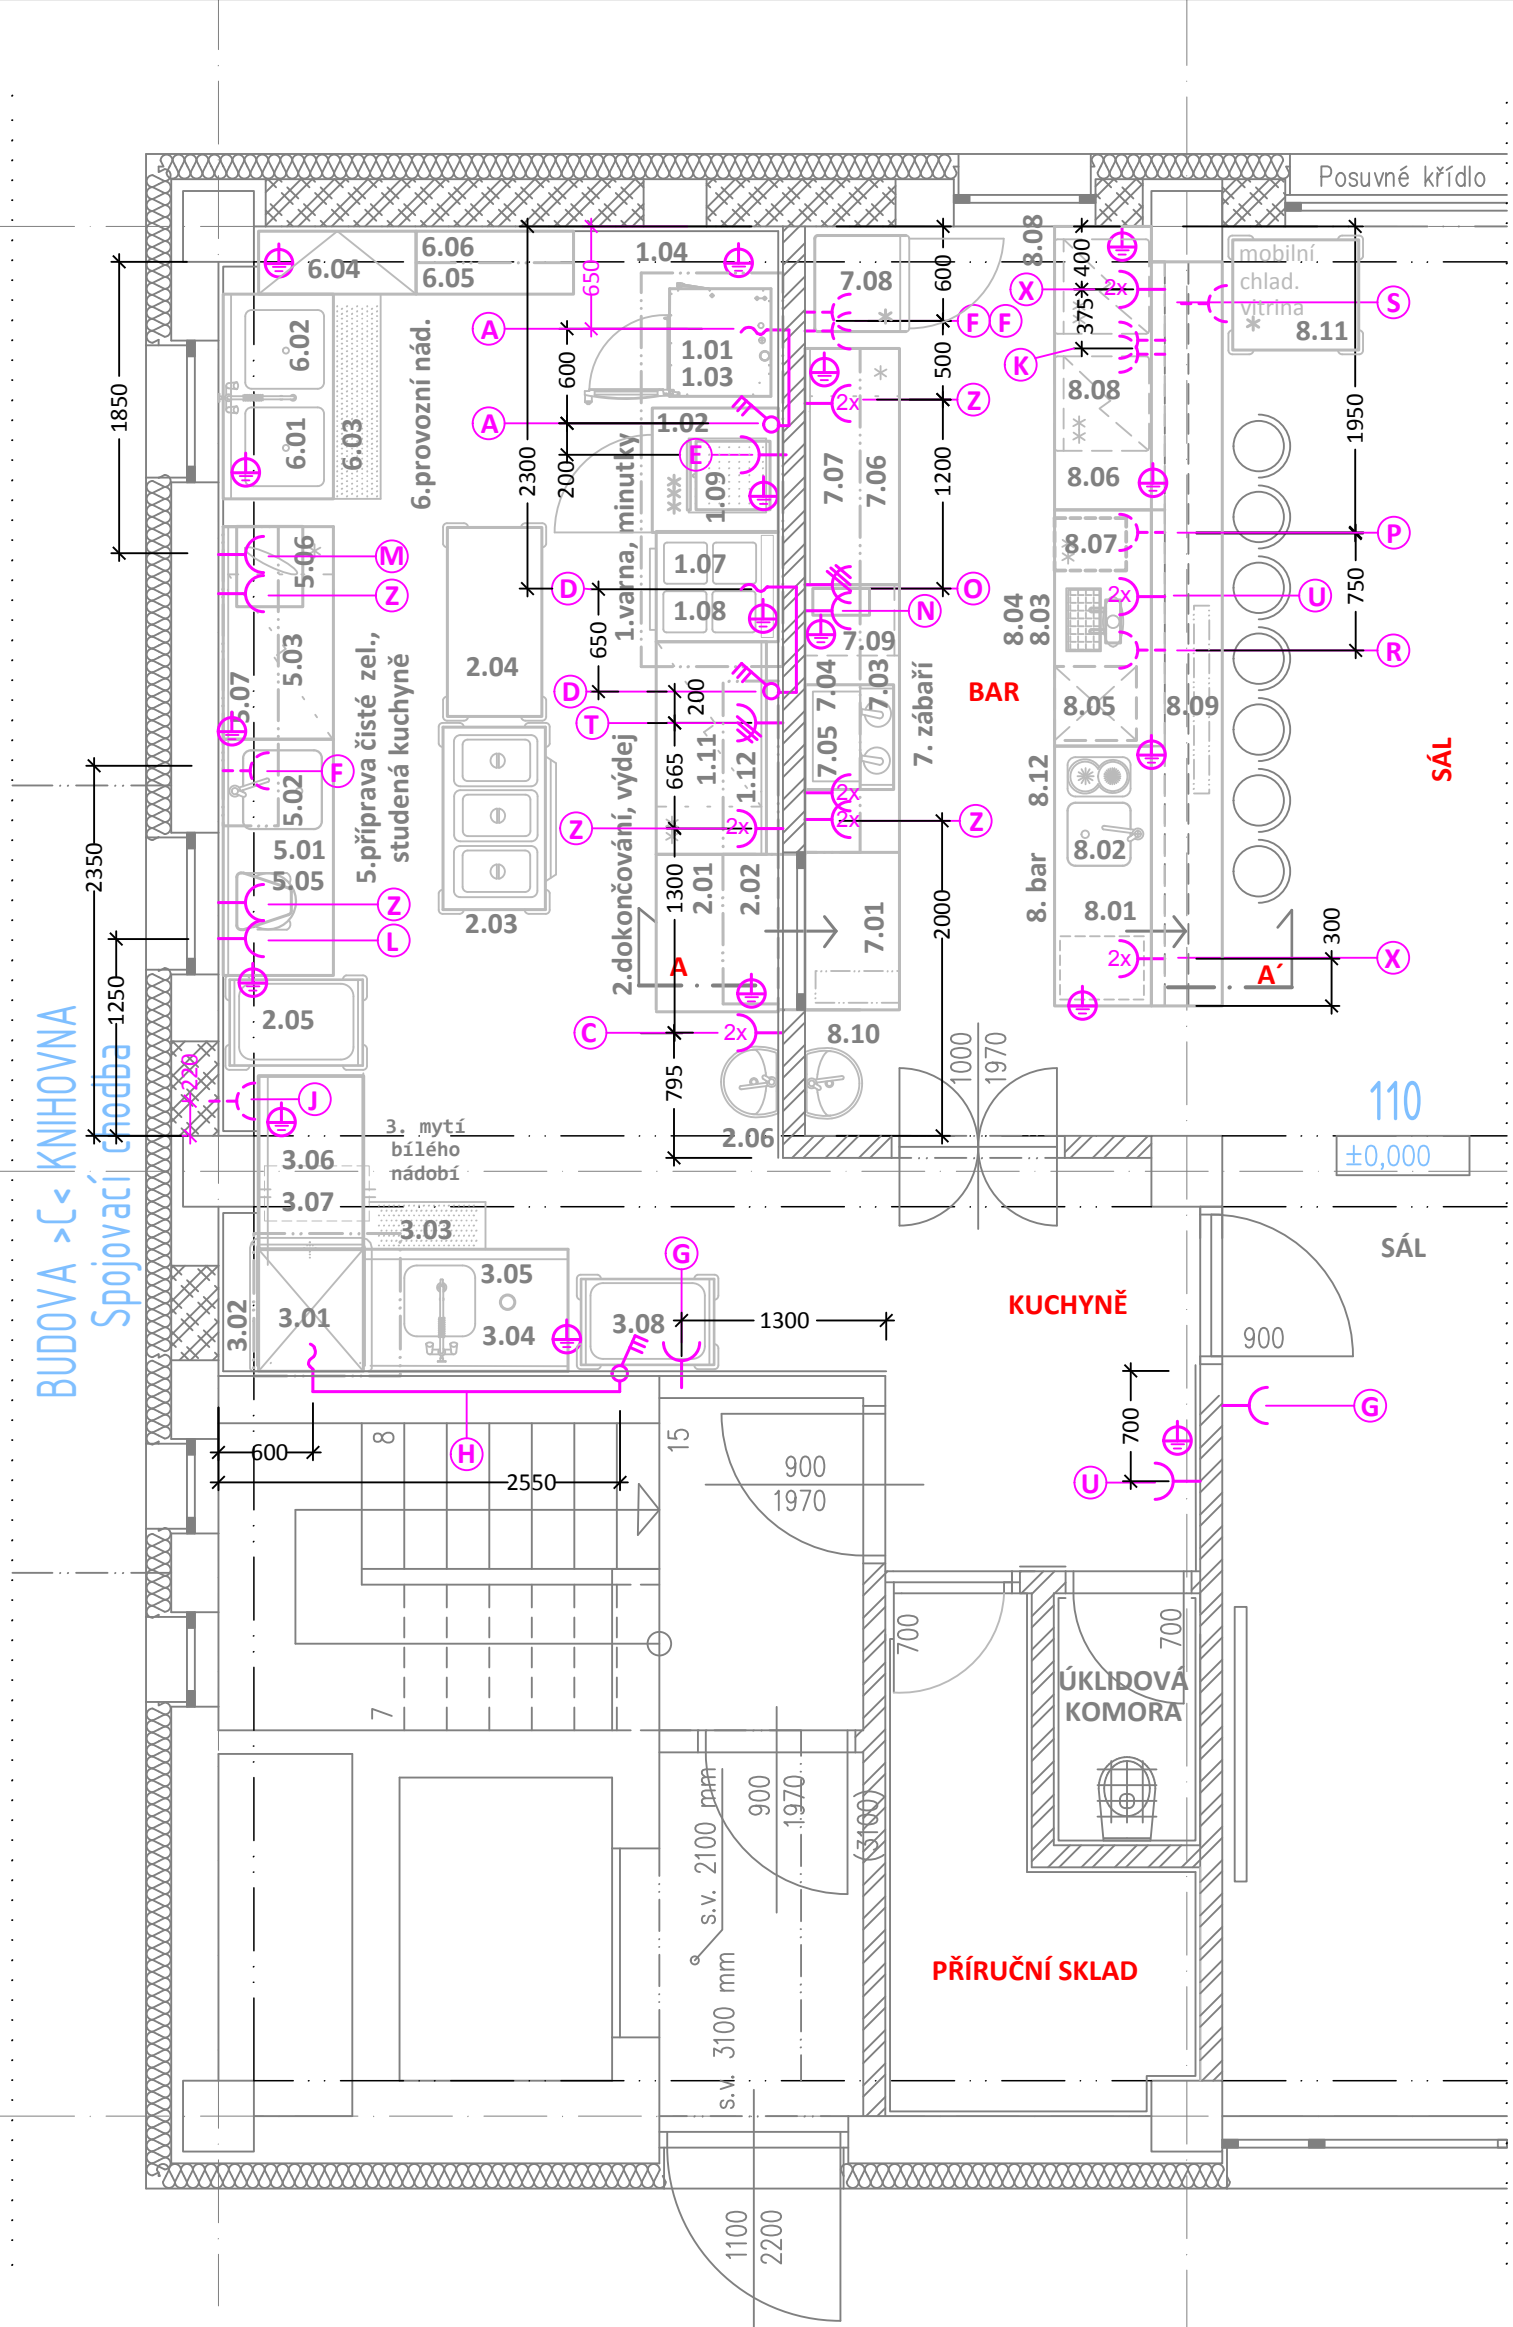 Posuvné křídlo
6.06
6.05
6.04
1.04
7.08
8.08
400
375
600
650
mobilní
chlad.
vitrína
8.11
X
2x
S
A
F
F
K
6.02
6.01
6.03
6.provozní nád.
1.01
1.03
600
500
8.08
1850
1950
A
1.02
2x
Z
E
1.09
200
2300
1.varna, minutky
7.07
7.06
1200
8.06
P
8.07
M
Z
5.06
5.03
5.07
1.07
1.08
D
O
N
7.09
8.04
8.03
2x
U
750
R
650
2.04
5.příprava čisté zel.,
studená kuchyně
D
200
T
1.11
1.12
665
7.04
7.03
7.05
7. zábaří
BAR
8.05
8.09
SÁL
F
5.02
5.01
5.05
2350
2x
Z
2x
2x
Z
8.12
8.02
8. bar
8.01
2.dokončování, výdej
1300
2.01
2.02
2.03
7.01
2000
300
Z
L
1250
A
A´
2x
X
2.05
C
2x
8.10
795
2.06
1000
1970
220
J
110
±0,000
BUDOVA >C< KNIHOVNA
Spojovací chodba
3. mytí
bílého
nádobí
3.06
3.07
3.03
G
SÁL
3.02
3.01
3.05
3.04
3.08
1300
KUCHYNĚ
900
700
G
U
H
600
2550
8
15
900
1970
7
700
700
ÚKLIDOVÁ
KOMORA
900
1970
(3100)
s.v. 2100 mm
s.v. 3100 mm
PŘÍRUČNÍ SKLAD
1100
2200